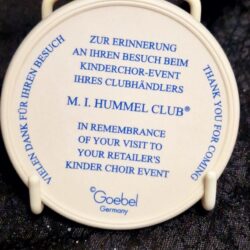 VIELEN DANK FÜR IHREN BESUCH
ZUR ERINNERUNG
AN IHREN BESUCH BEIM
KINDERCHOR-EVENT
IHRES CLUBHÄNDLERS
M. I. HUMMEL CLUB®
IN REMEMBRANCE
OF YOUR VISIT TO
YOUR RETAILER'S
KINDER CHOIR EVENT
THANK YOU FOR COMING
©Goebel
Germany